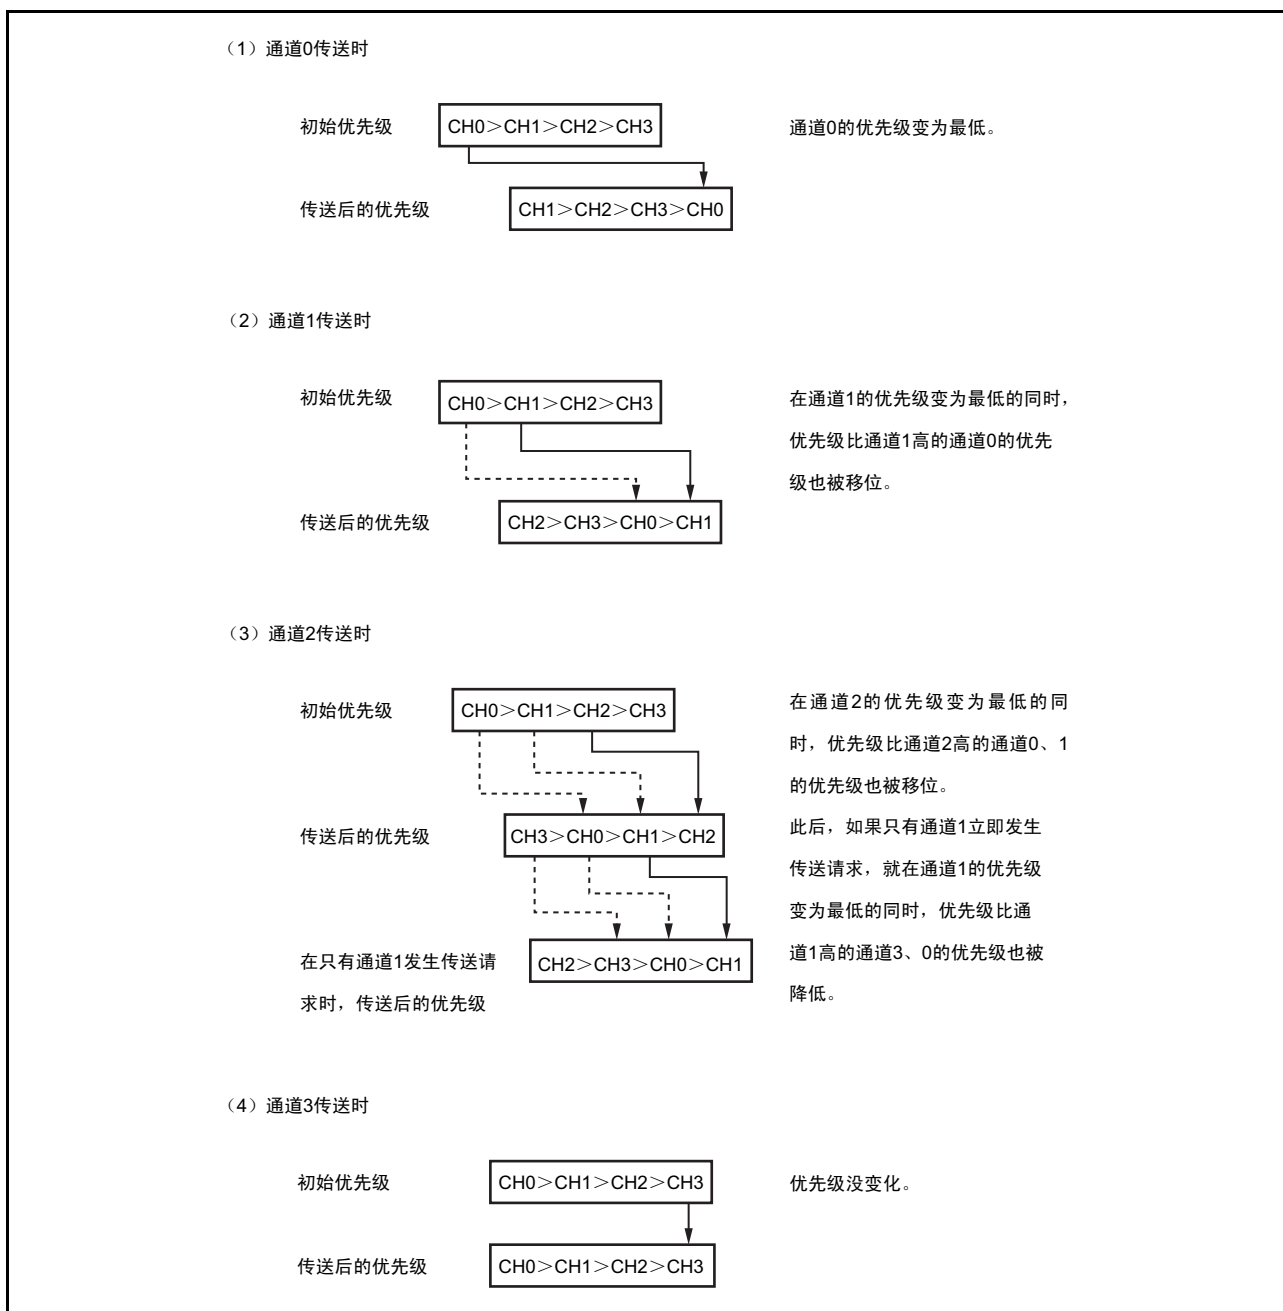 （1）通道0传送时
初始优先级
CH0＞CH1＞CH2＞CH3
通道0的优先级变为最低。
传送后的优先级
CH1＞CH2＞CH3＞CH0
（2）通道1传送时
初始优先级
CH0＞CH1＞CH2＞CH3
在通道1的优先级变为最低的同时，
优先级比通道1高的通道0的优先
级也被移位。
传送后的优先级
CH2＞CH3＞CH0＞CH1
（3）通道2传送时
初始优先级
CH0＞CH1＞CH2＞CH3
在通道2的优先级变为最低的同
时，优先级比通道2高的通道0、1
的优先级也被移位。
传送后的优先级
CH3＞CH0＞CH1＞CH2
此后，如果只有通道1立即发生
传送请求，就在通道1的优先级
变为最低的同时，优先级比通
道1高的通道3、0的优先级也被
降低。
在只有通道1发生传送请
求时，传送后的优先级
CH2＞CH3＞CH0＞CH1
（4）通道3传送时
初始优先级
CH0＞CH1＞CH2＞CH3
优先级没变化。
传送后的优先级
CH0＞CH1＞CH2＞CH3